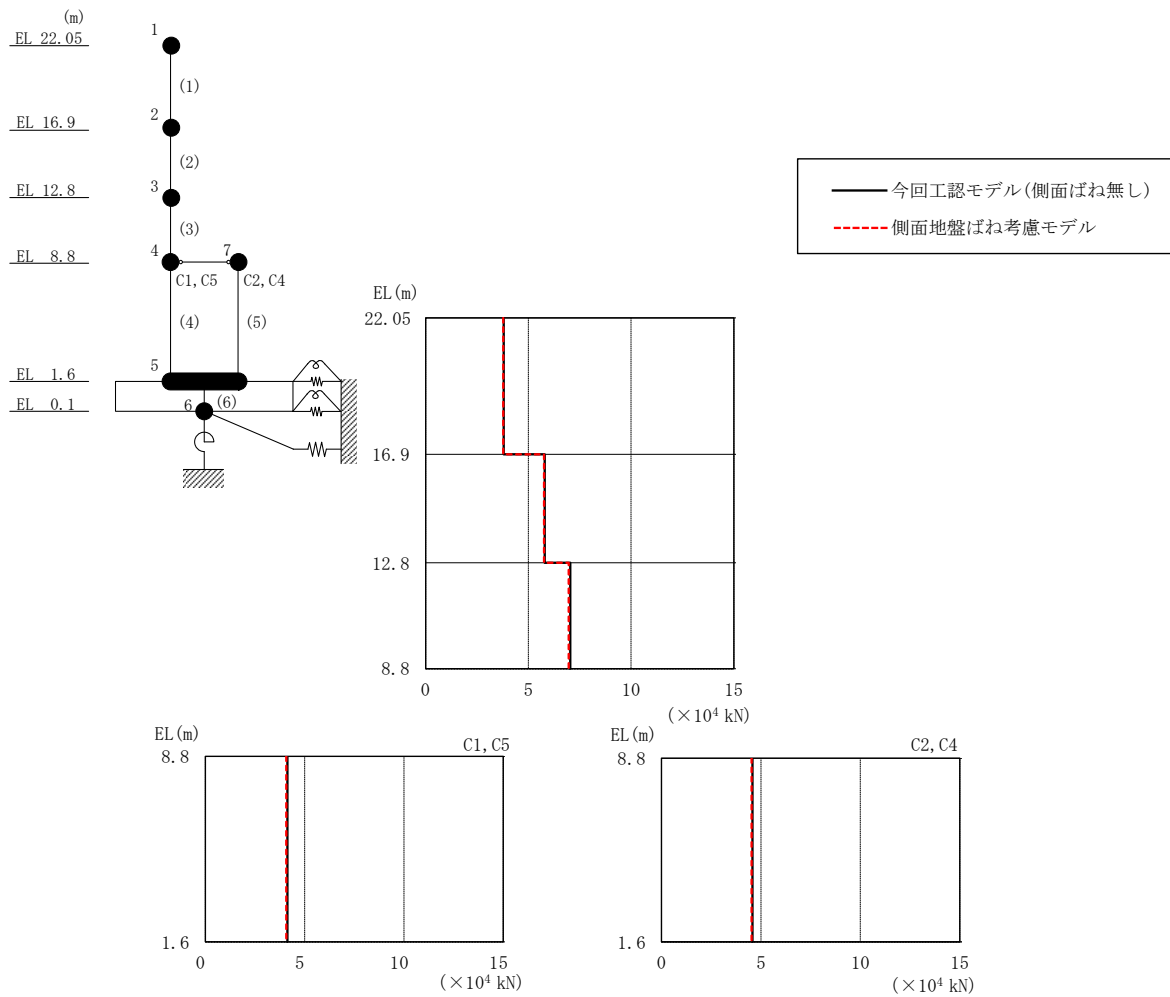 (m)
EL 22.05
EL 16.9
EL 12.8
EL 8.8
EL 1.6
EL 0.1
1
(1)
2
(2)
3
(3)
4
7
C1,C5
C2,C4
(4)
(5)
5
6
(6)
今回工認モデル(側面ばね無し)
側面地盤ばね考慮モデル
EL(m)
22.05
16.9
12.8
8.8
0 5 10 15
(×10⁴ kN)
EL(m)
C1,C5
8.8
1.6
0 5 10 15
(×10⁴ kN)
EL(m)
C2,C4
8.8
1.6
0 5 10 15
(×10⁴ kN)